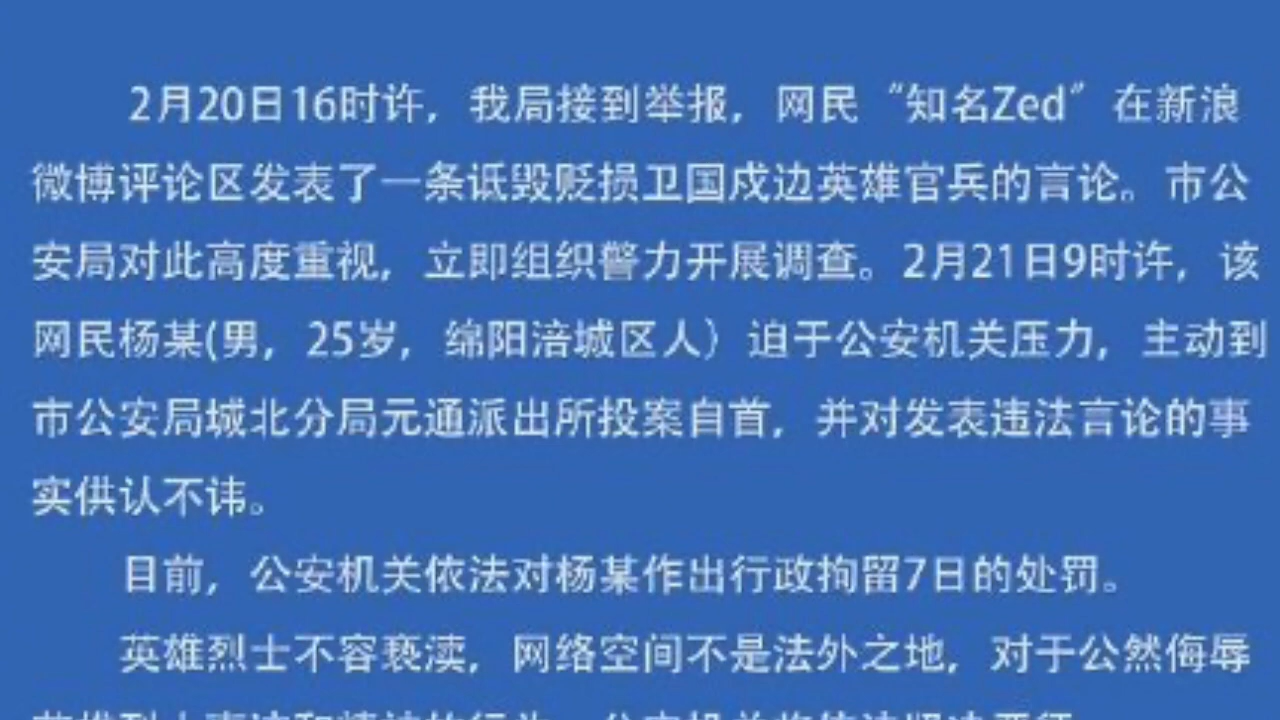 2月20日16时许，我局接到举报，网民“知名Zed”在新浪
微博评论区发表了一条诋毁贬损卫国戍边英雄官兵的言论。市公
安局对此高度重视，立即组织警力开展调查。2月21日9时许，该
网民杨某(男，25岁，绵阳涪城区人）迫于公安机关压力，主动到
市公安局城北分局元通派出所投案自首，并对发表违法言论的事
实供认不讳。
目前，公安机关依法对杨某作出行政拘留7日的处罚。
英雄烈士不容亵渎，网络空间不是法外之地，对于公然侮辱